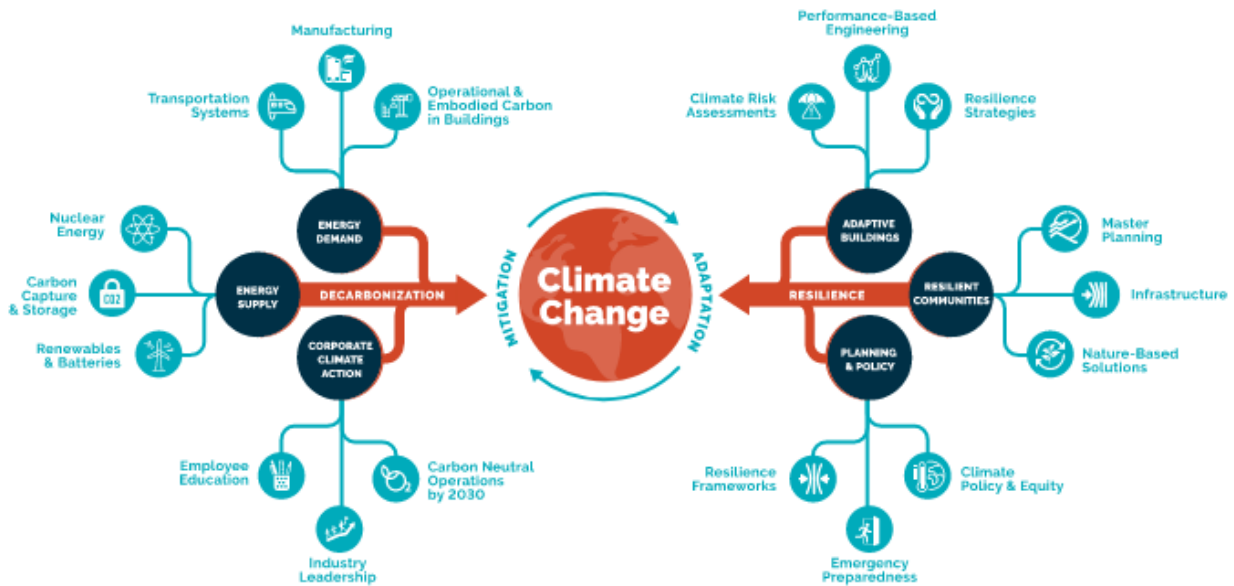 Manufacturing
Transportation
Systems
Operational &
Embodied Carbon
in Buildings
ENERGY
DEMAND
Nuclear
Energy
Carbon
Capture
& Storage
CO2
Renewables
& Batteries
ENERGY
SUPPLY
DECARBONIZATION
CORPORATE
CLIMATE
ACTION
Employee
Education
Industry
Leadership
O2
Carbon Neutral
Operations
by 2030
MITIGATION
Climate
Change
ADAPTATION
Performance-Based
Engineering
Climate Risk
Assessments
Resilience
Strategies
ADAPTIVE
BUILDINGS
RESILIENCE
RESILIENT
COMMUNITIES
Master
Planning
Infrastructure
Nature-Based
Solutions
PLANNING
& POLICY
Resilience
Frameworks
Emergency
Preparedness
Climate
Policy & Equity